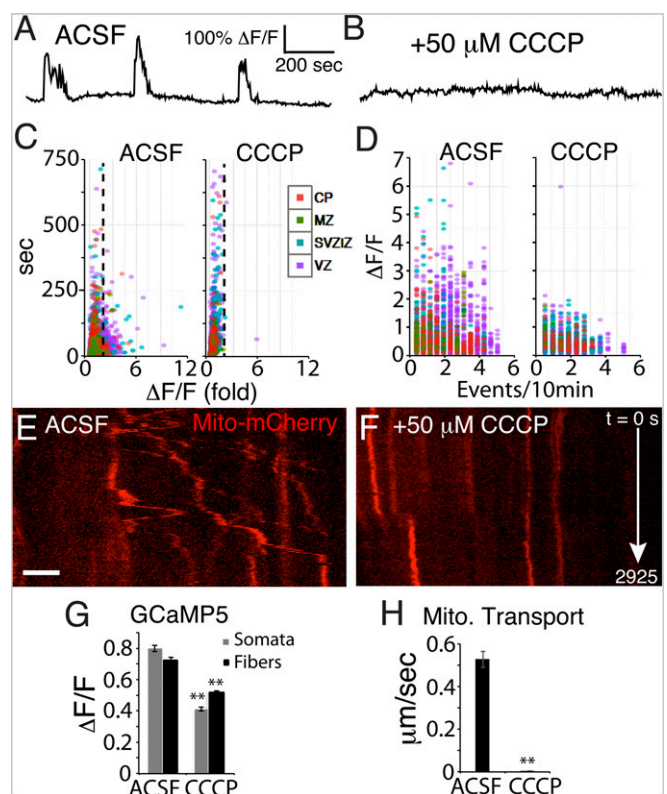 A
ACSF
100% ΔF/F
200 sec
B
+50 μM CCCP
C
ACSF
CCCP
750
500
250
0
sec
CP
MZ
SVZIZ
VZ
0
6
12
0
6
12
ΔF/F (fold)
D
ACSF
CCCP
7
6
5
4
3
2
1
0
ΔF/F
0
2
4
6
0
2
4
6
Events/10min
E ACSF
Mito-mCherry
F +50 μM CCCP
t = 0 s
2925
G
GCaMP5
Somata
Fibers
0.8
0.6
0.4
0.2
0
ΔF/F
**
**
ACSF CCCP
H Mito. Transport
0.6
0.4
0.2
0
μm/sec
**
ACSF CCCP